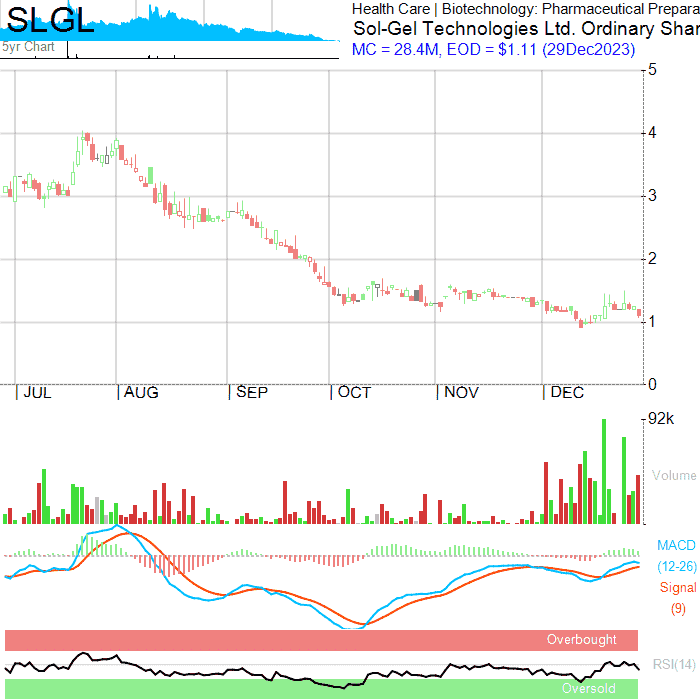 SLGL
5yr Chart
Health Care | Biotechnology: Pharmaceutical Prepara
Sol-Gel Technologies Ltd. Ordinary Shar
MC = 28.4M, EOD = $1.11 (29Dec2023)
5
4
3
2
1
0
JUL
AUG
SEP
OCT
NOV
DEC
92k
Volume
MACD
(12-26)
Signal
(9)
Overbought
RSI(14)
Oversold